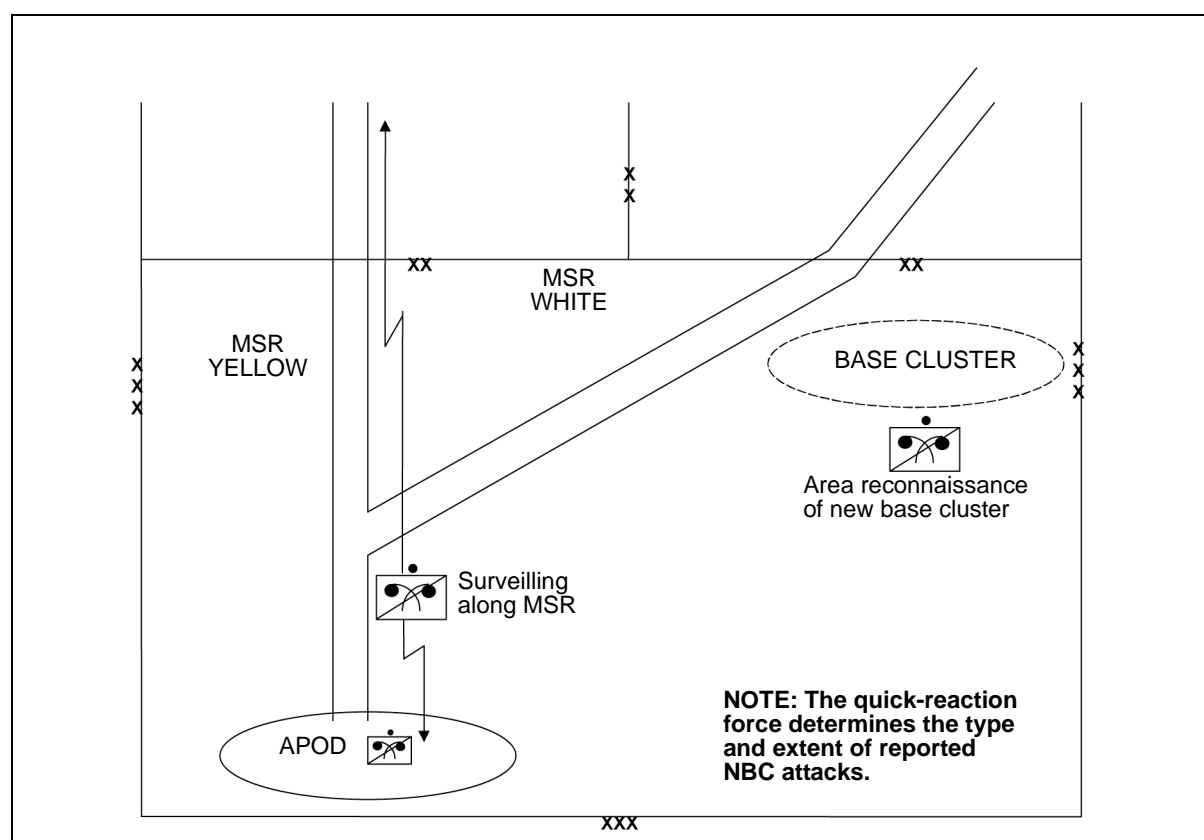 X
X
XX
XX
MSR
WHITE
MSR
YELLOW
BASE CLUSTER
X
X
X
X
X
X
Area reconnaissance
of new base cluster
Surveilling
along MSR
NOTE: The quick-reaction
force determines the type
and extent of reported
NBC attacks.
APOD
XXX